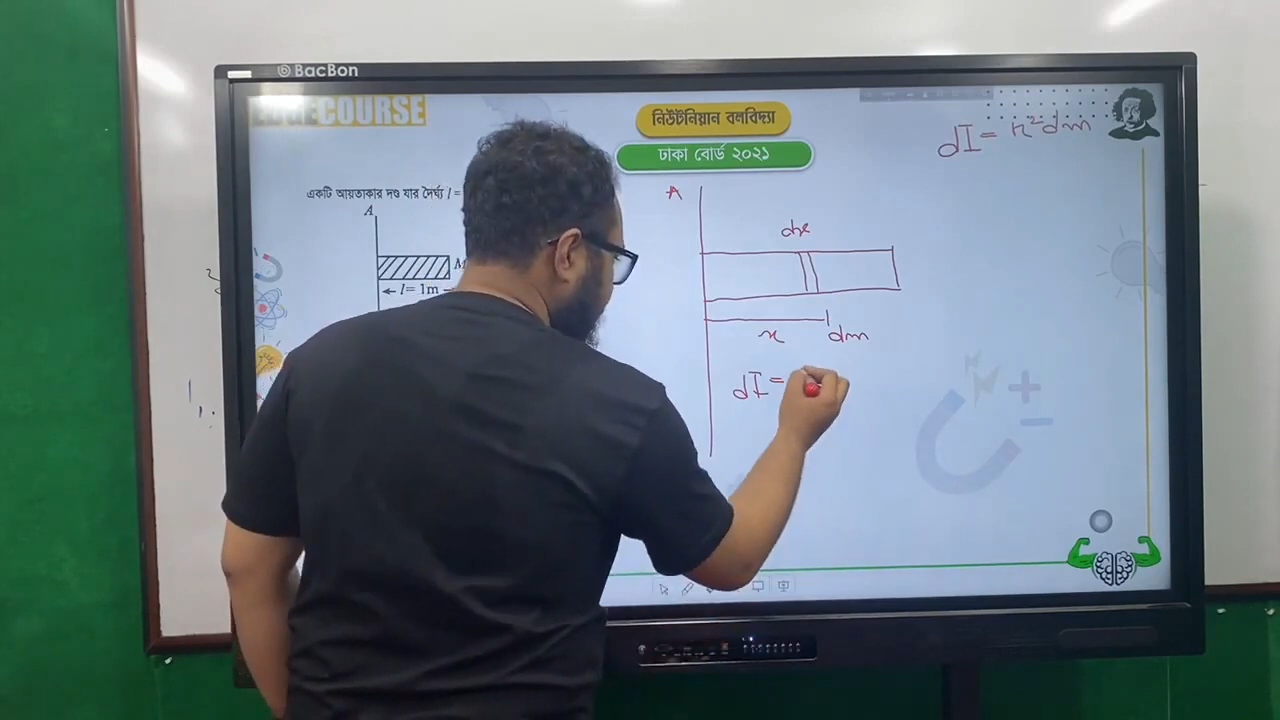 BacBon
COURSE
নিউটনিয়ান বলবিদ্যা
ঢাকা বোর্ড ২০২১
dI = x²dm
একটি আয়তাকার দণ্ড যার দৈর্ঘ্য l =
A
M
l = 1m
A
dx
x
dm
dI =